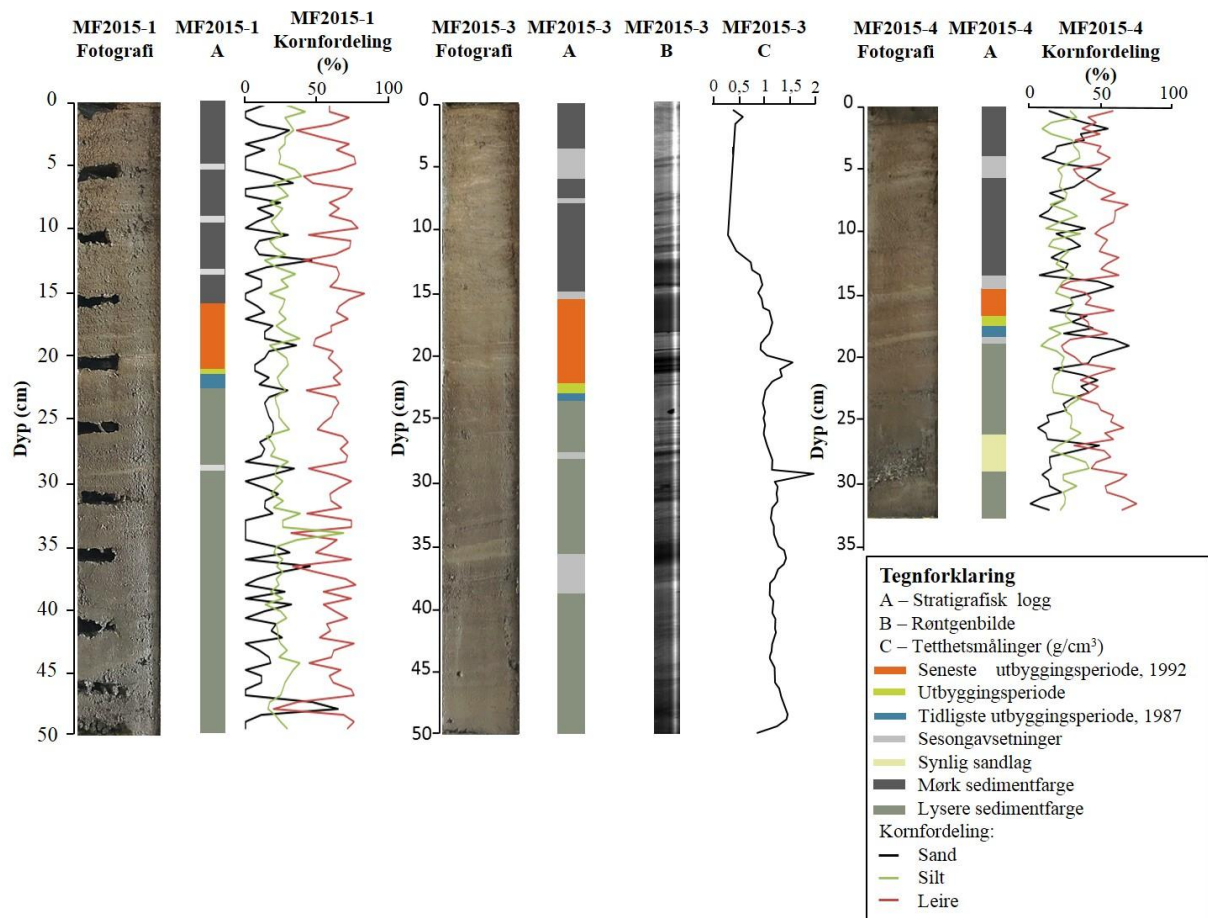 MF2015-1
Fotografi
MF2015-1
A
MF2015-1
Kornfordeling
(%)
0 50 100
MF2015-3
Fotografi
MF2015-3
A
MF2015-3
B
MF2015-3
C
0 0,5 1 1,5 2
MF2015-4
Fotografi
MF2015-4
A
MF2015-4
Kornfordeling
(%)
0 50 100
Dyp (cm)
0
5
10
15
20
25
30
35
40
45
50
Dyp (cm)
0
5
10
15
20
25
30
35
40
45
50
Dyp (cm)
0
5
10
15
20
25
30
35
Tegnforklaring
A – Stratigrafisk logg
B – Røntgenbilde
C – Tetthetsmålinger (g/cm³)
Seneste utbyggingsperiode, 1992
Utbyggingsperiode
Tidligste utbyggingsperiode, 1987
Sesongavsetninger
Synlig sandlag
Mørk sedimentfarge
Lysere sedimentfarge
Kornfordeling:
Sand
Silt
Leire